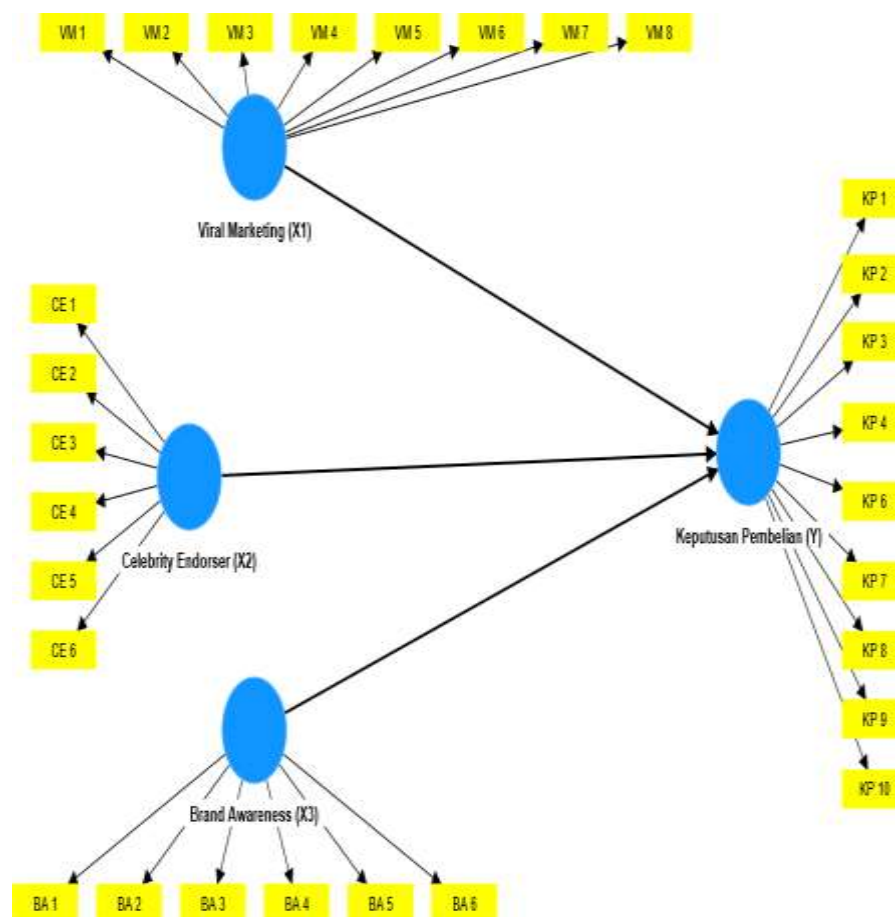 VM 1
VM 2
VM 3
VM 4
VM 5
VM 6
VM 7
VM 8
Viral Marketing (X1)
CE 1
CE 2
CE 3
CE 4
CE 5
CE 6
Celebrity Endorser (X2)
KP 1
KP 2
KP 3
KP 4
KP 6
KP 7
KP 8
KP 9
KP 10
Keputusan Pembelian (Y)
Brand Awareness (X3)
BA 1
BA 2
BA 3
BA 4
BA 5
BA 6